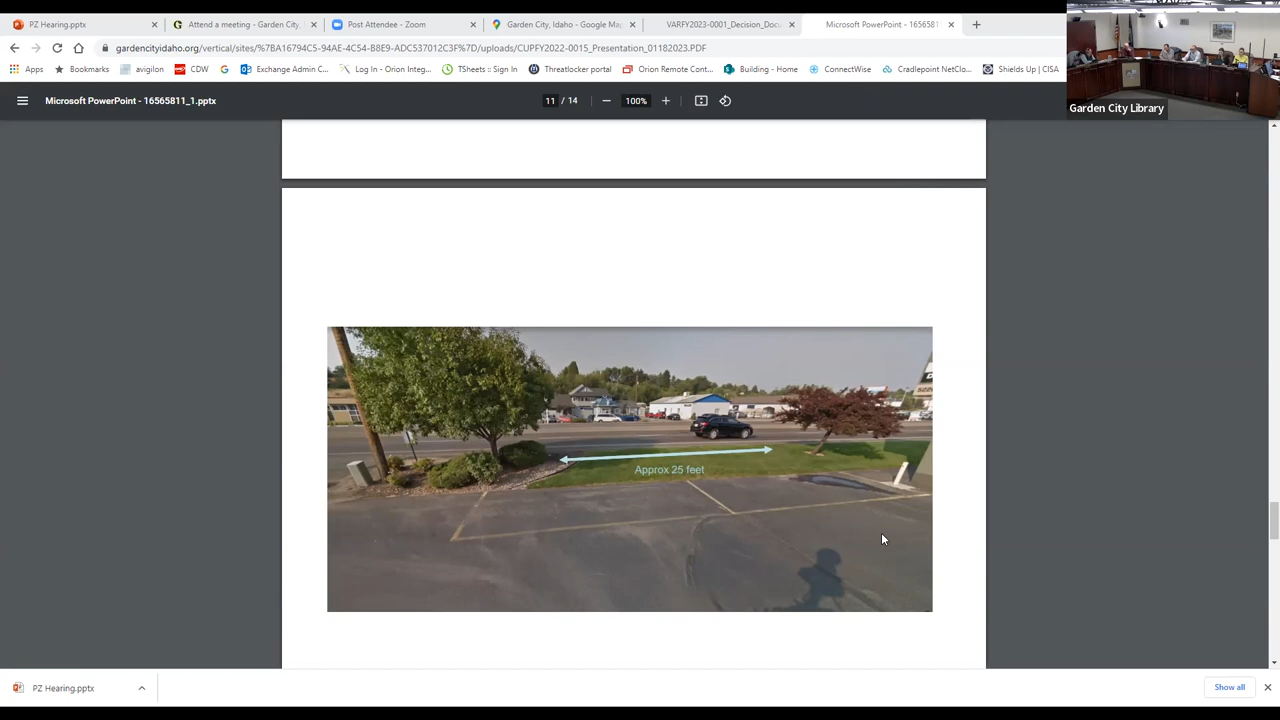 PZ Hearing.pptx
Attend a meeting - Garden City,
Post Attendee - Zoom
Garden City, Idaho - Google Map
VARFY2023-0001_Decision_Docu
Microsoft PowerPoint - 1656581
gardencityidaho.org/vertical/sites/%7BA16794C5-94AE-4C54-B8E9-ADC537012C3F%7D/uploads/CUPFY2022-0015_Presentation_01182023.PDF
Apps
Bookmarks
avigilon
CDW
Exchange Admin C...
Log In - Orion Integ...
TSheets :: Sign In
Threatlocker portal
Orion Remote Cont...
Building - Home
ConnectWise
Cradlepoint NetClo...
Shields Up | CISA
Microsoft PowerPoint - 16565811_1.pptx
11 / 14
100%
Garden City Library
Approx 25 feet
PZ Hearing.pptx
Show all